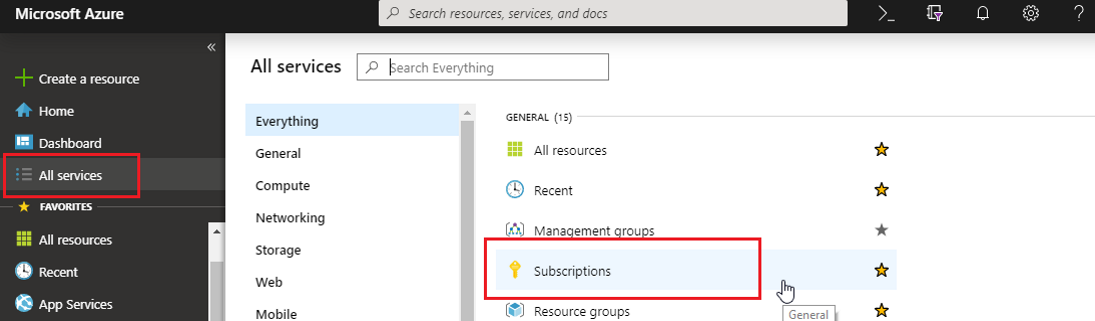 Microsoft Azure
Search resources, services, and docs
Create a resource
Home
Dashboard
All services
FAVORITES
All resources
Recent
App Services
All services
Search Everything
Everything
General
Compute
Networking
Storage
Web
Mobile
GENERAL (15)
All resources
Recent
Management groups
Subscriptions
Resource groups
General